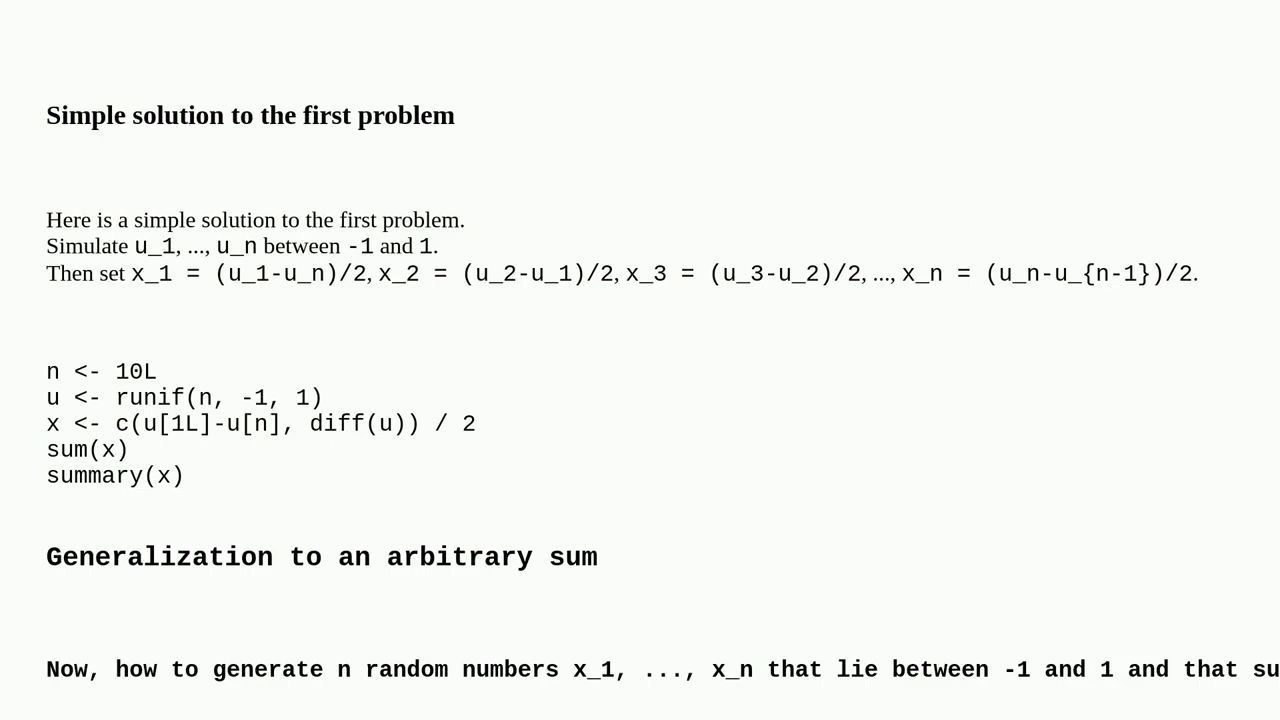 Simple solution to the first problem
Here is a simple solution to the first problem.
Simulate u_1, ..., u_n between -1 and 1.
Then set x_1 = (u_1-u_n)/2, x_2 = (u_2-u_1)/2, x_3 = (u_3-u_2)/2, ..., x_n = (u_n-u_{n-1})/2.
n <- 10L
u <- runif(n, -1, 1)
x <- c(u[1L]-u[n], diff(u)) / 2
sum(x)
summary(x)
Generalization to an arbitrary sum
Now, how to generate n random numbers x_1, ..., x_n that lie between -1 and 1 and that